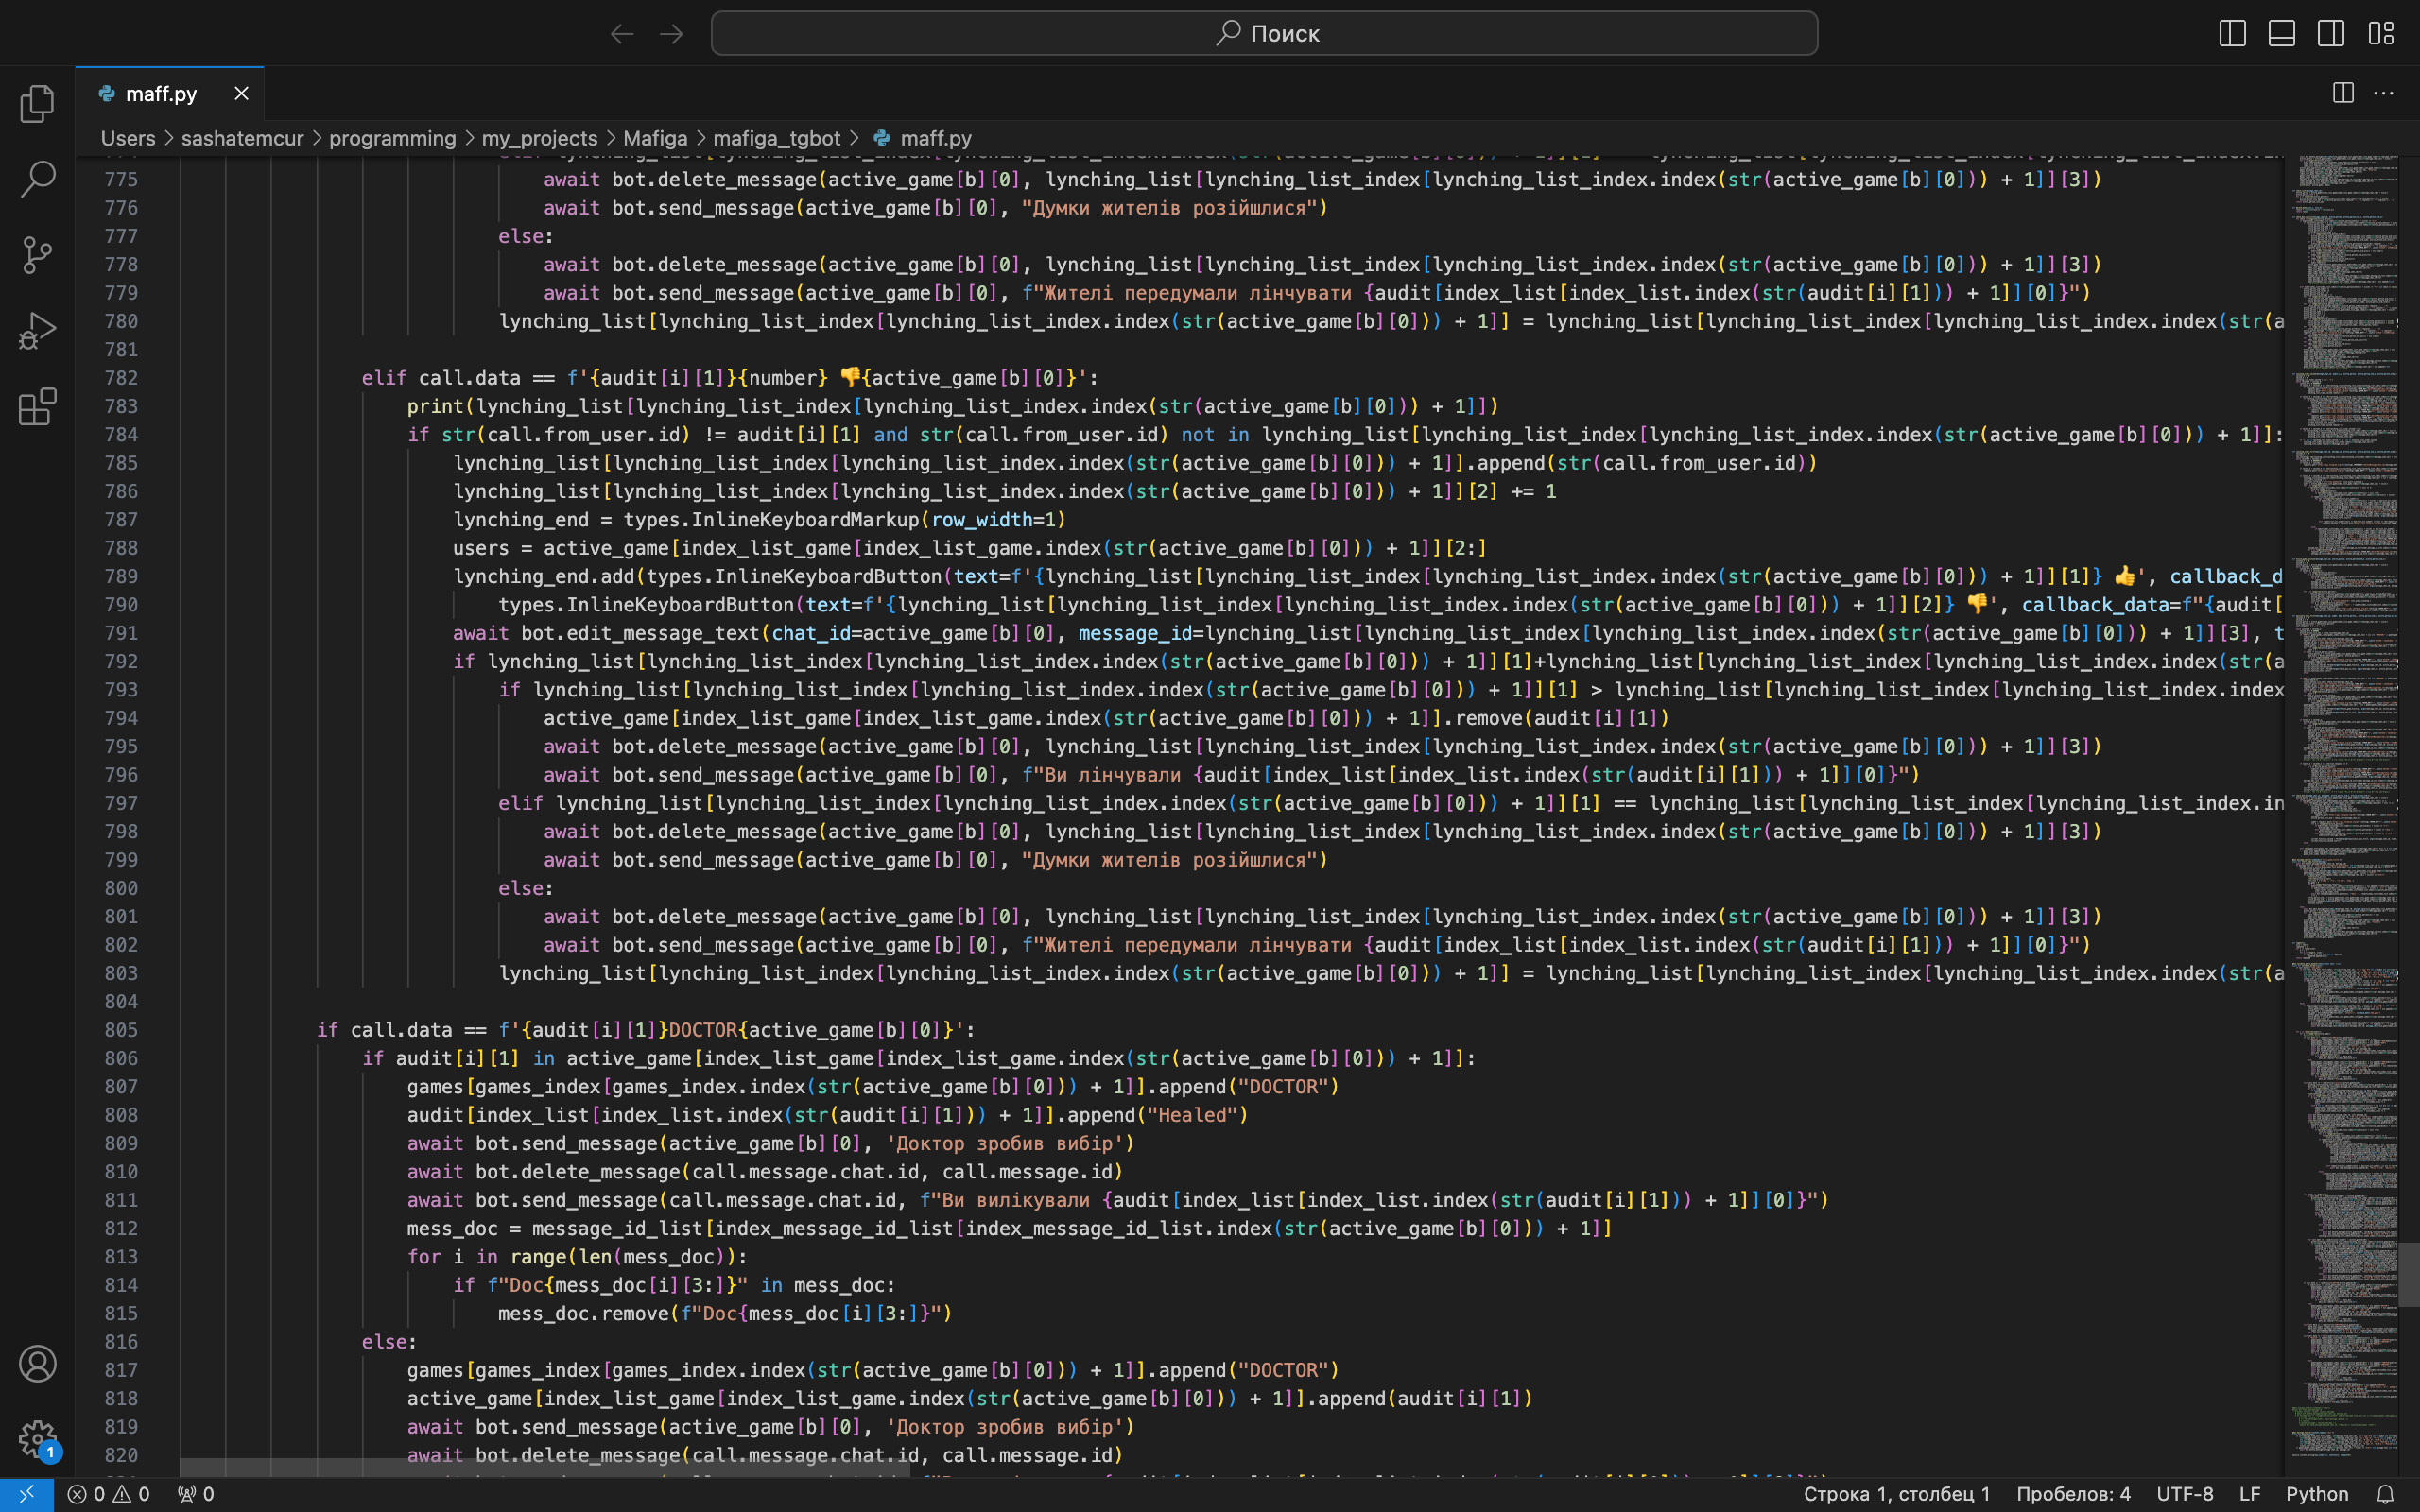 Поиск
maff.py
Users > sashatemcur > programming > my_projects > Mafiga > mafiga_tgbot > maff.py
775 await bot.delete_message(active_game[b][0], lynching_list[lynching_list_index[lynching_list_index.index(str(active_game[b][0])) + 1]][3])
776 await bot.send_message(active_game[b][0], "Думки жителів розійшлися")
777 else:
778 await bot.delete_message(active_game[b][0], lynching_list[lynching_list_index[lynching_list_index.index(str(active_game[b][0])) + 1]][3])
779 await bot.send_message(active_game[b][0], f"Жителі передумали лінчувати {audit[index_list[index_list.index(str(audit[i][1])) + 1]][0]}")
780 lynching_list[lynching_list_index[lynching_list_index.index(str(active_game[b][0])) + 1]] = lynching_list[lynching_list_index[lynching_list_index.index(str(a
781
782 elif call.data == f'{audit[i][1]}{number} 👎{active_game[b][0]}':
783 print(lynching_list[lynching_list_index[lynching_list_index.index(str(active_game[b][0])) + 1]])
784 if str(call.from_user.id) != audit[i][1] and str(call.from_user.id) not in lynching_list[lynching_list_index[lynching_list_index.index(str(active_game[b][0])) + 1]]:
785 lynching_list[lynching_list_index[lynching_list_index.index(str(active_game[b][0])) + 1]].append(str(call.from_user.id))
786 lynching_list[lynching_list_index[lynching_list_index.index(str(active_game[b][0])) + 1]][2] += 1
787 lynching_end = types.InlineKeyboardMarkup(row_width=1)
788 users = active_game[index_list_game[index_list_game.index(str(active_game[b][0])) + 1]][2:]
789 lynching_end.add(types.InlineKeyboardButton(text=f'{lynching_list[lynching_list_index[lynching_list_index.index(str(active_game[b][0])) + 1]][1]} 👍', callback_d
790 types.InlineKeyboardButton(text=f'{lynching_list[lynching_list_index[lynching_list_index.index(str(active_game[b][0])) + 1]][2]} 👎', callback_data=f"{audit[
791 await bot.edit_message_text(chat_id=active_game[b][0], message_id=lynching_list[lynching_list_index[lynching_list_index.index(str(active_game[b][0])) + 1]][3], t
792 if lynching_list[lynching_list_index[lynching_list_index.index(str(active_game[b][0])) + 1]][1]+lynching_list[lynching_list_index[lynching_list_index.index(str(a
793 if lynching_list[lynching_list_index[lynching_list_index.index(str(active_game[b][0])) + 1]][1] > lynching_list[lynching_list_index[lynching_list_index.index
794 active_game[index_list_game[index_list_game.index(str(active_game[b][0])) + 1]].remove(audit[i][1])
795 await bot.delete_message(active_game[b][0], lynching_list[lynching_list_index[lynching_list_index.index(str(active_game[b][0])) + 1]][3])
796 await bot.send_message(active_game[b][0], f"Ви лінчували {audit[index_list[index_list.index(str(audit[i][1])) + 1]][0]}")
797 elif lynching_list[lynching_list_index[lynching_list_index.index(str(active_game[b][0])) + 1]][1] == lynching_list[lynching_list_index[lynching_list_index.in
798 await bot.delete_message(active_game[b][0], lynching_list[lynching_list_index[lynching_list_index.index(str(active_game[b][0])) + 1]][3])
799 await bot.send_message(active_game[b][0], "Думки жителів розійшлися")
800 else:
801 await bot.delete_message(active_game[b][0], lynching_list[lynching_list_index[lynching_list_index.index(str(active_game[b][0])) + 1]][3])
802 await bot.send_message(active_game[b][0], f"Жителі передумали лінчувати {audit[index_list[index_list.index(str(audit[i][1])) + 1]][0]}")
803 lynching_list[lynching_list_index[lynching_list_index.index(str(active_game[b][0])) + 1]] = lynching_list[lynching_list_index[lynching_list_index.index(str(a
804
805 if call.data == f'{audit[i][1]}DOCTOR{active_game[b][0]}':
806 if audit[i][1] in active_game[index_list_game[index_list_game.index(str(active_game[b][0])) + 1]]:
807 games[games_index[games_index.index(str(active_game[b][0])) + 1]].append("DOCTOR")
808 audit[index_list[index_list.index(str(audit[i][1])) + 1]].append("Healed")
809 await bot.send_message(active_game[b][0], 'Доктор зробив вибір')
810 await bot.delete_message(call.message.chat.id, call.message.id)
811 await bot.send_message(call.message.chat.id, f"Ви вилікували {audit[index_list[index_list.index(str(audit[i][1])) + 1]][0]}")
812 mess_doc = message_id_list[index_message_id_list[index_message_id_list.index(str(active_game[b][0])) + 1]]
813 for i in range(len(mess_doc)):
814 if f"Doc{mess_doc[i][3:]}" in mess_doc:
815 mess_doc.remove(f"Doc{mess_doc[i][3:]}")
816 else:
817 games[games_index[games_index.index(str(active_game[b][0])) + 1]].append("DOCTOR")
818 active_game[index_list_game[index_list_game.index(str(active_game[b][0])) + 1]].append(audit[i][1])
819 await bot.send_message(active_game[b][0], 'Доктор зробив вибір')
820 await bot.delete_message(call.message.chat.id, call.message.id)
1
0 0 0 Строка 1, столбец 1 Пробелов: 4 UTF-8 LF Python